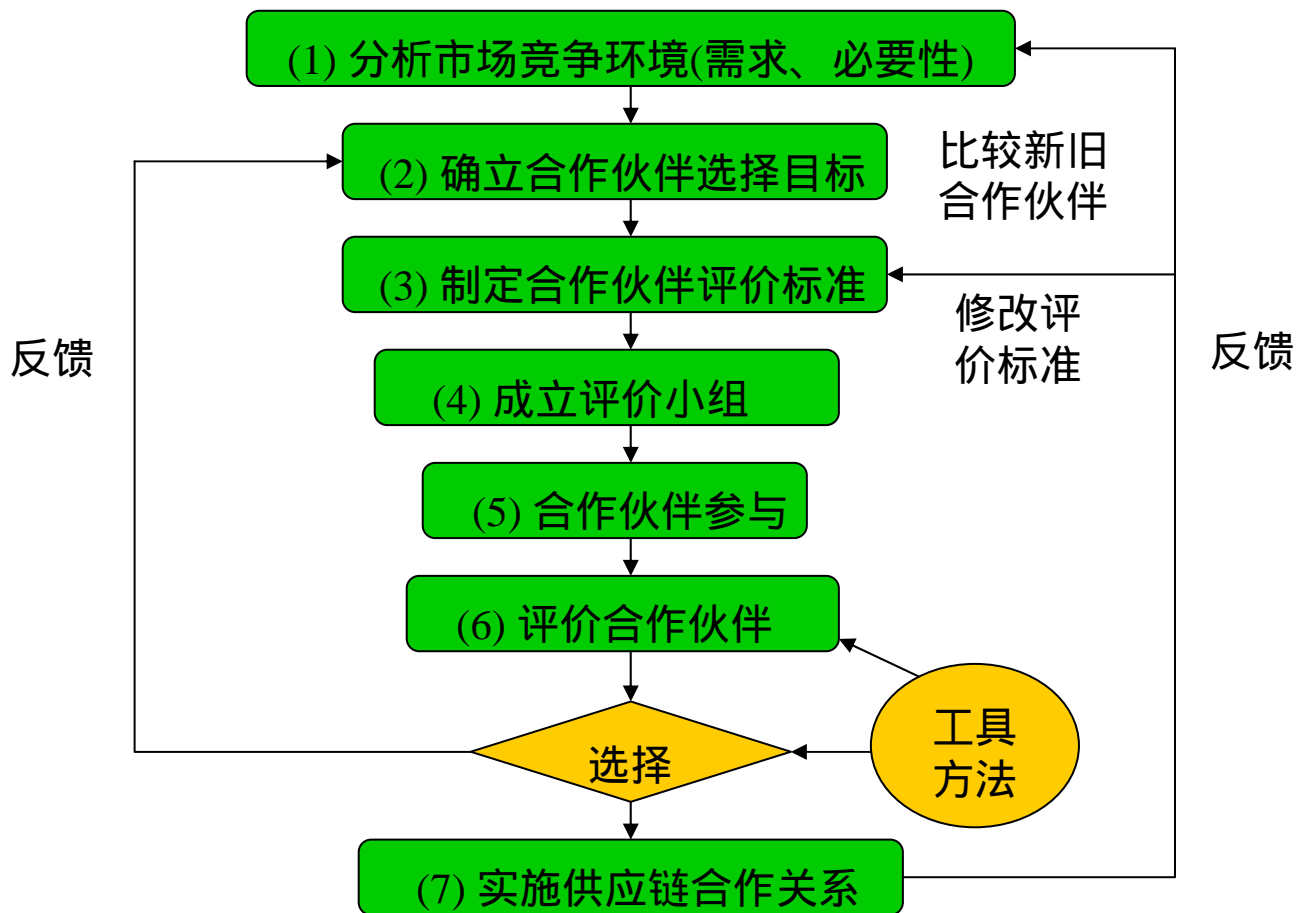 (1) 分析市场竞争环境(需求、必要性)
(2) 确立合作伙伴选择目标
比较新旧
合作伙伴
(3) 制定合作伙伴评价标准
修改评
价标准
反馈
反馈
(4) 成立评价小组
(5) 合作伙伴参与
(6) 评价合作伙伴
选择
工具
方法
(7) 实施供应链合作关系